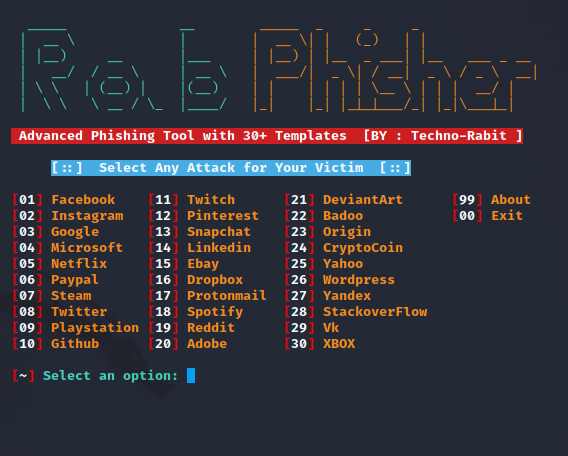 Rab Phisher
Advanced Phishing Tool with 30+ Templates [BY : Techno-Rabit ]
[::] Select Any Attack for Your Victim [::]
[01] Facebook [11] Twitch [21] DeviantArt [99] About
[02] Instagram [12] Pinterest [22] Badoo [00] Exit
[03] Google [13] Snapchat [23] Origin
[04] Microsoft [14] Linkedin [24] CryptoCoin
[05] Netflix [15] Ebay [25] Yahoo
[06] Paypal [16] Dropbox [26] Wordpress
[07] Steam [17] Protonmail [27] Yandex
[08] Twitter [18] Spotify [28] StackoverFlow
[09] Playstation [19] Reddit [29] Vk
[10] Github [20] Adobe [30] XBOX
[~] Select an option: